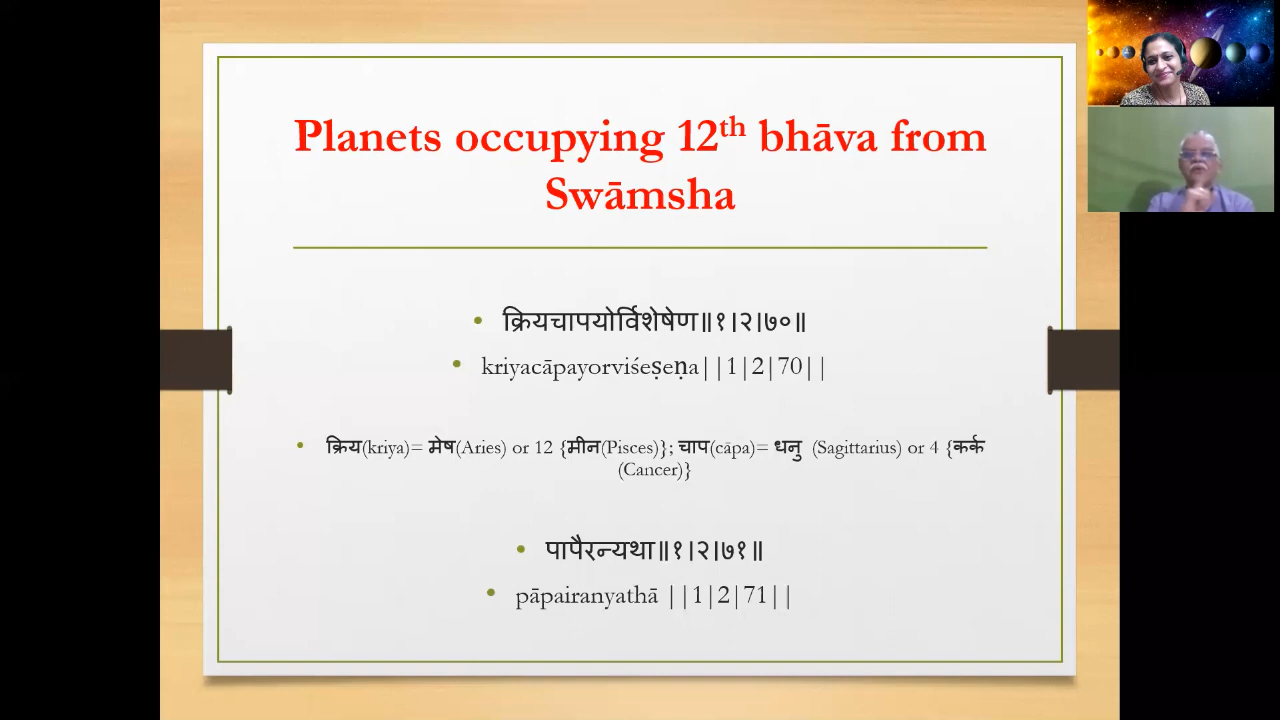 Planets occupying 12th bhāva from
Swāmsha
• क्रियचापयोर्विशेषेण॥१।२।७०॥
• kriyacāpayorviśeṣeṇa||1|2|70||
• क्रिय(kriya)= मेष(Aries) or 12 {मीन(Pisces)}; चाप(cāpa)= धनु (Sagittarius) or 4 {कर्क
(Cancer)}
• पापैरन्यथा॥१।२।७१॥
• pāpairanyathā ||1|2|71||